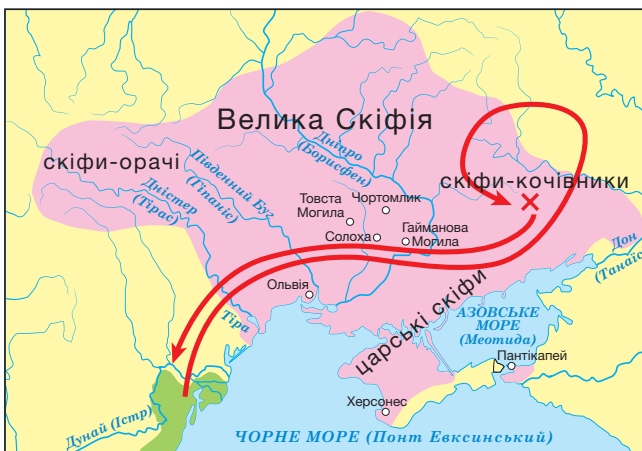 Велика Скіфія
скіфи-орачі
Дніпро
(Борисфен)
скіфи-кочівники
Південний Буг
(Гіпаніс)
Дністер
(Тірас)
Товста
Могила
Чортомлик
Солоха
Гайманова
Могила
Дон
(Танаїс)
Ольвія
Тіра
царські скіфи
АЗОВСЬКЕ
МОРЕ
(Меотида)
Пантікапей
Херсонес
Дунай (Істр)
ЧОРНЕ МОРЕ (Понт Евксинський)